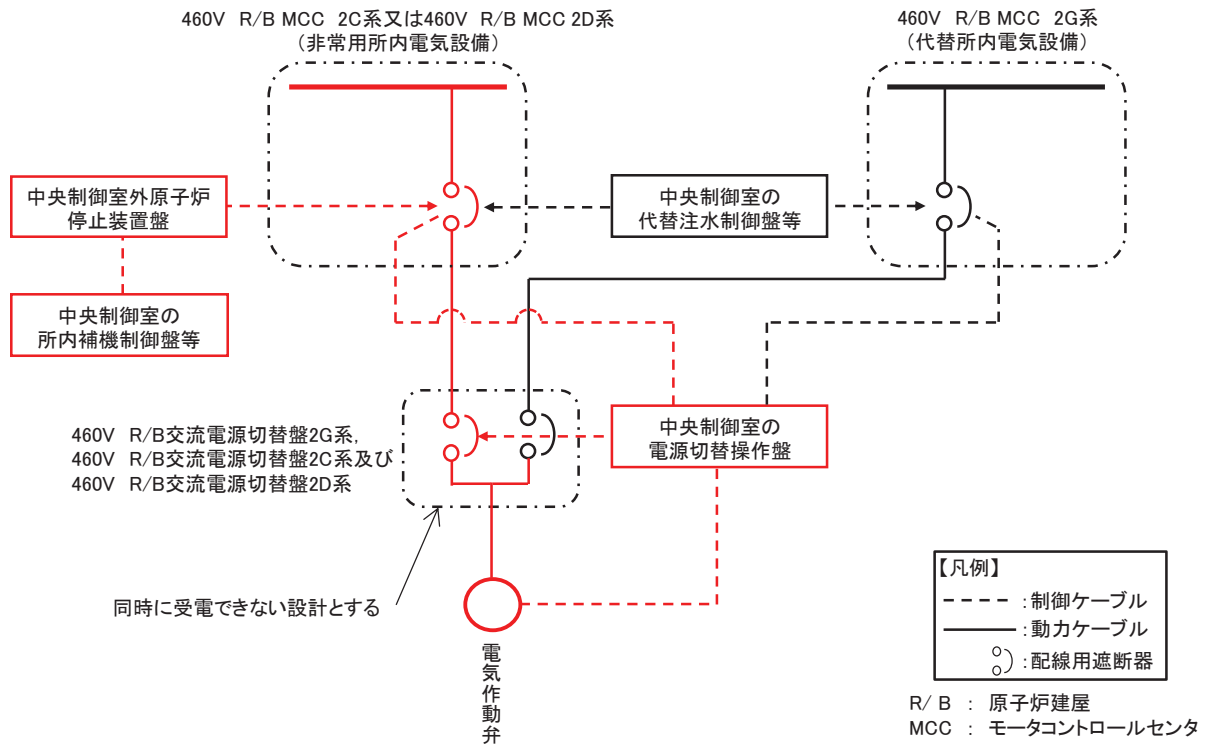 460V R/B MCC 2C系又は460V R/B MCC 2D系
（非常用所内電気設備）
460V R/B MCC 2G系
（代替所内電気設備）
中央制御室外原子炉
停止装置盤
中央制御室の
代替注水制御盤等
中央制御室の
所内補機制御盤等
460V R/B交流電源切替盤2G系，
460V R/B交流電源切替盤2C系及び
460V R/B交流電源切替盤2D系
中央制御室の
電源切替操作盤
同時に受電できない設計とする
電気作動弁
【凡例】
：制御ケーブル
：動力ケーブル
：配線用遮断器
R/B ： 原子炉建屋
MCC ： モータコントロールセンタ